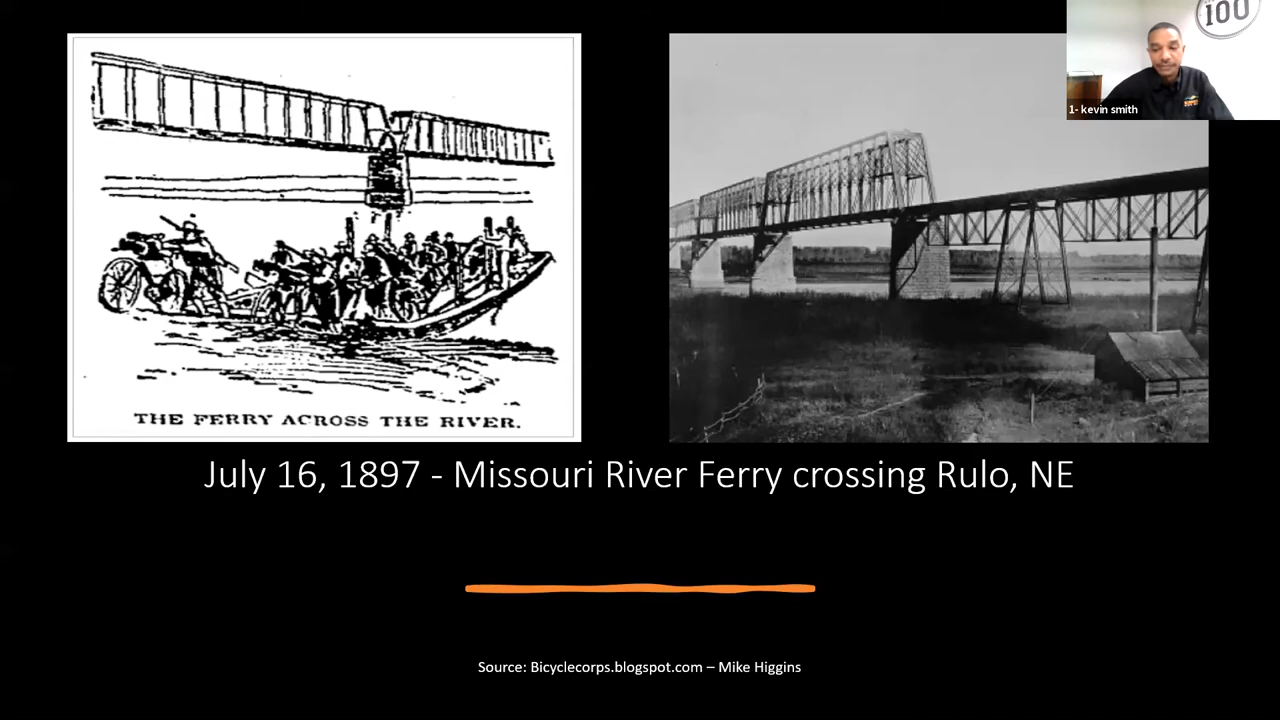 100
1- kevin smith
THE FERRY ACROSS THE RIVER.
July 16, 1897 - Missouri River Ferry crossing Rulo, NE
Source: Bicyclecorps.blogspot.com – Mike Higgins